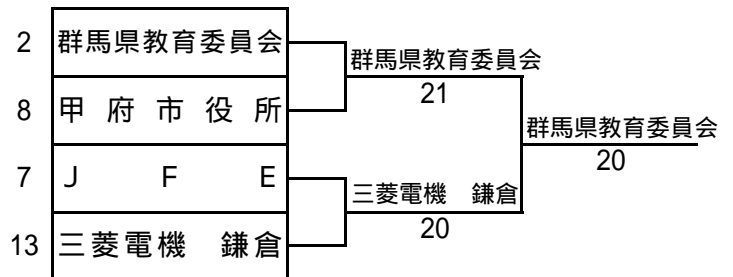 2 群馬県教育委員会
8 甲府市役所
7 J F E
13 三菱電機 鎌倉
群馬県教育委員会
21
三菱電機 鎌倉
20
群馬県教育委員会
20